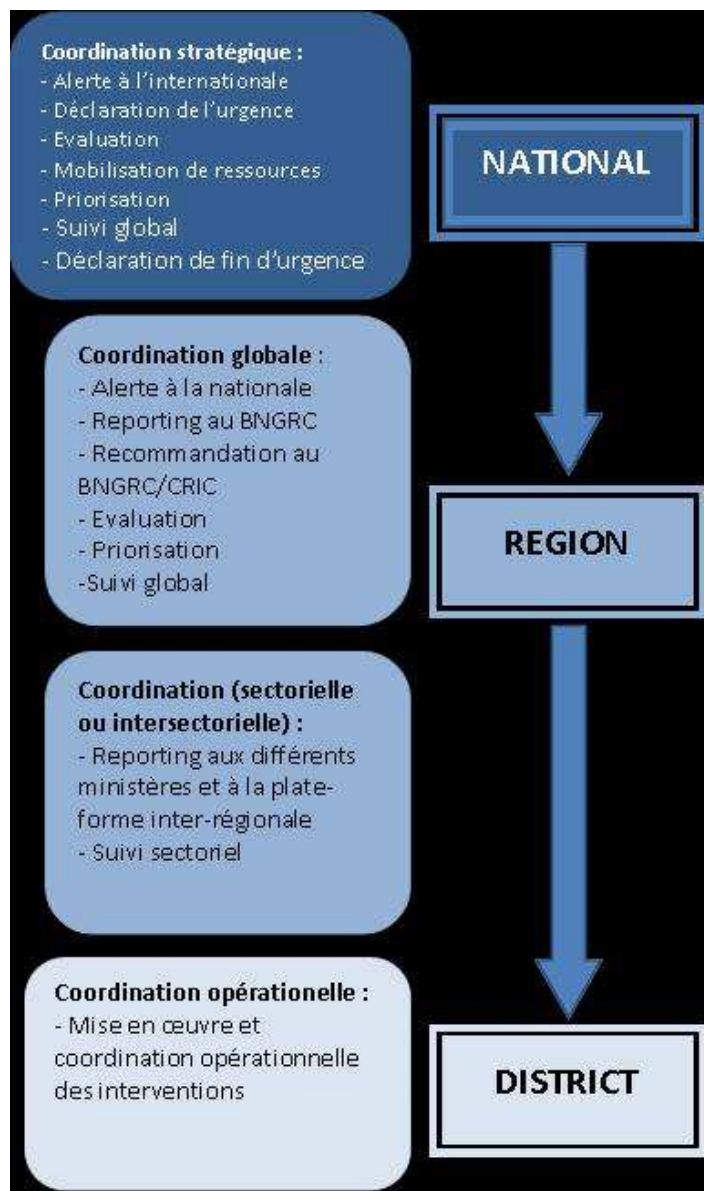 Coordination stratégique :
- Alerte à l'internationale
- Déclaration de l'urgence
- Evaluation
- Mobilisation de ressources
- Priorisation
- Suivi global
- Déclaration de fin d'urgence
NATIONAL
Coordination globale :
- Alerte à la nationale
- Reporting au BNGRC
- Recommandation au
BNGRC/CRIC
- Evaluation
- Priorisation
-Suivi global
REGION
Coordination (sectorielle
ou intersectorielle) :
- Reporting aux différents
ministères et à la plate-
forme inter-régionale
- Suivi sectoriel
Coordination opérationelle :
- Mise en œuvre et
coordination opérationnelle
des interventions
DISTRICT